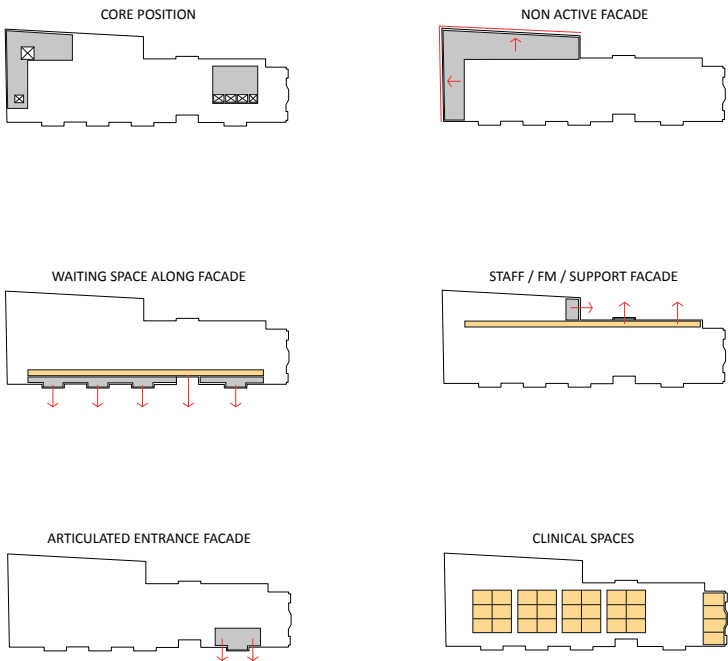 CORE POSITION
NON ACTIVE FACADE
WAITING SPACE ALONG FACADE
STAFF / FM / SUPPORT FACADE
ARTICULATED ENTRANCE FACADE
CLINICAL SPACES